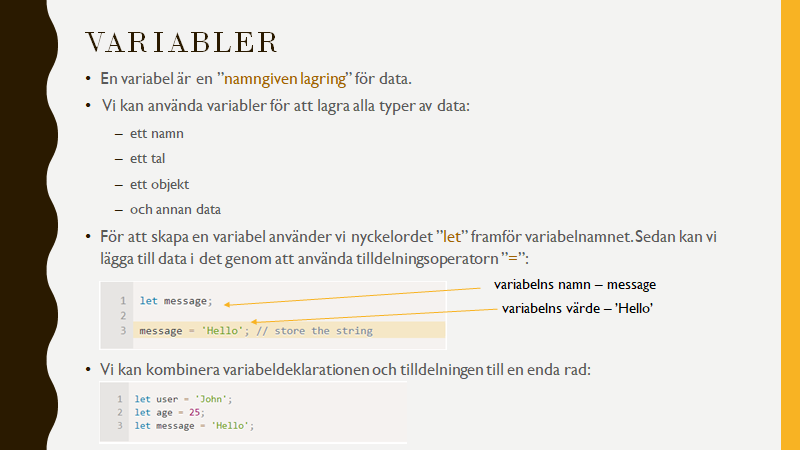 VARIABLER
• En variabel är en ”namngiven lagring” för data.
• Vi kan använda variabler för att lagra alla typer av data:
– ett namn
– ett tal
– ett objekt
– och annan data
• För att skapa en variabel använder vi nyckelordet ”let” framför variabelnamnet. Sedan kan vi
lägga till data i det genom att använda tilldelningsoperatorn ”=”:
variabelns namn – message
1 let message;
variabelns värde – ’Hello’
2
3 message = 'Hello'; // store the string
• Vi kan kombinera variabeldeklarationen och tilldelningen till en enda rad:
1 let user = 'John';
2 let age = 25;
3 let message = 'Hello';